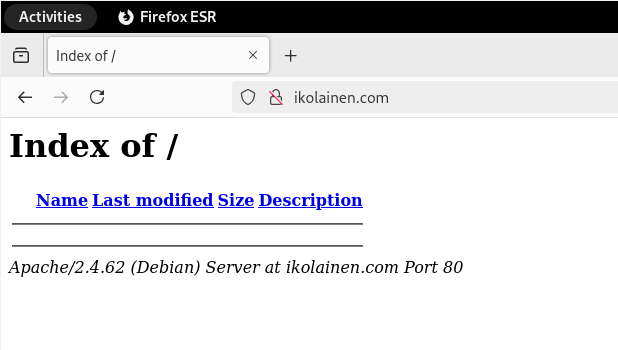 Activities Firefox ESR
Index of /
ikolainen.com
Index of /
Name Last modified Size Description
Apache/2.4.62 (Debian) Server at ikolainen.com Port 80